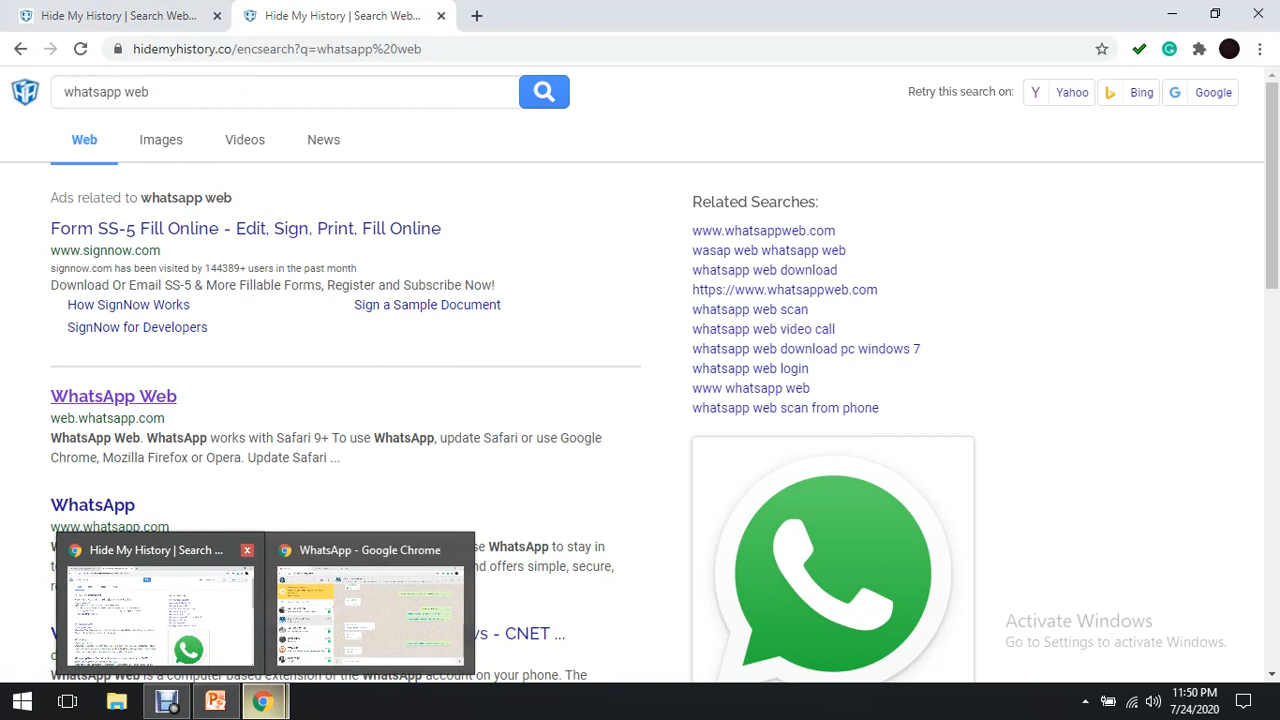 Hide My History | Search Web...
Hide My History | Search Web...
hidemyhistory.co/encsearch?q=whatsapp%20web
whatsapp web
Retry this search on:
Yahoo
Bing
Google
Web
Images
Videos
News
Ads related to whatsapp web
Form SS-5 Fill Online - Edit, Sign, Print, Fill Online
www.signnow.com
signnow.com has been visited by 144389+ users in the past month
Download Or Email SS-5 & More Fillable Forms, Register and Subscribe Now!
How SignNow Works
Sign a Sample Document
SignNow for Developers
WhatsApp Web
web.whatsapp.com
WhatsApp Web. WhatsApp works with Safari 9+ To use WhatsApp, update Safari or use Google
Chrome, Mozilla Firefox or Opera. Update Safari ...
WhatsApp
www.whatsapp.com
WhatsApp to stay in
nd offers simple, secure,
ws - CNET ...
WhatsApp Web is a computer based extension of the WhatsApp account on your phone. The
Related Searches:
www.whatsappweb.com
wasap web whatsapp web
whatsapp web download
https://www.whatsappweb.com
whatsapp web scan
whatsapp web video call
whatsapp web download pc windows 7
whatsapp web login
www whatsapp web
whatsapp web scan from phone
Hide My History | Search ...
WhatsApp - Google Chrome
Activate Windows
Go to Settings to activate Windows.
11:50 PM
7/24/2020